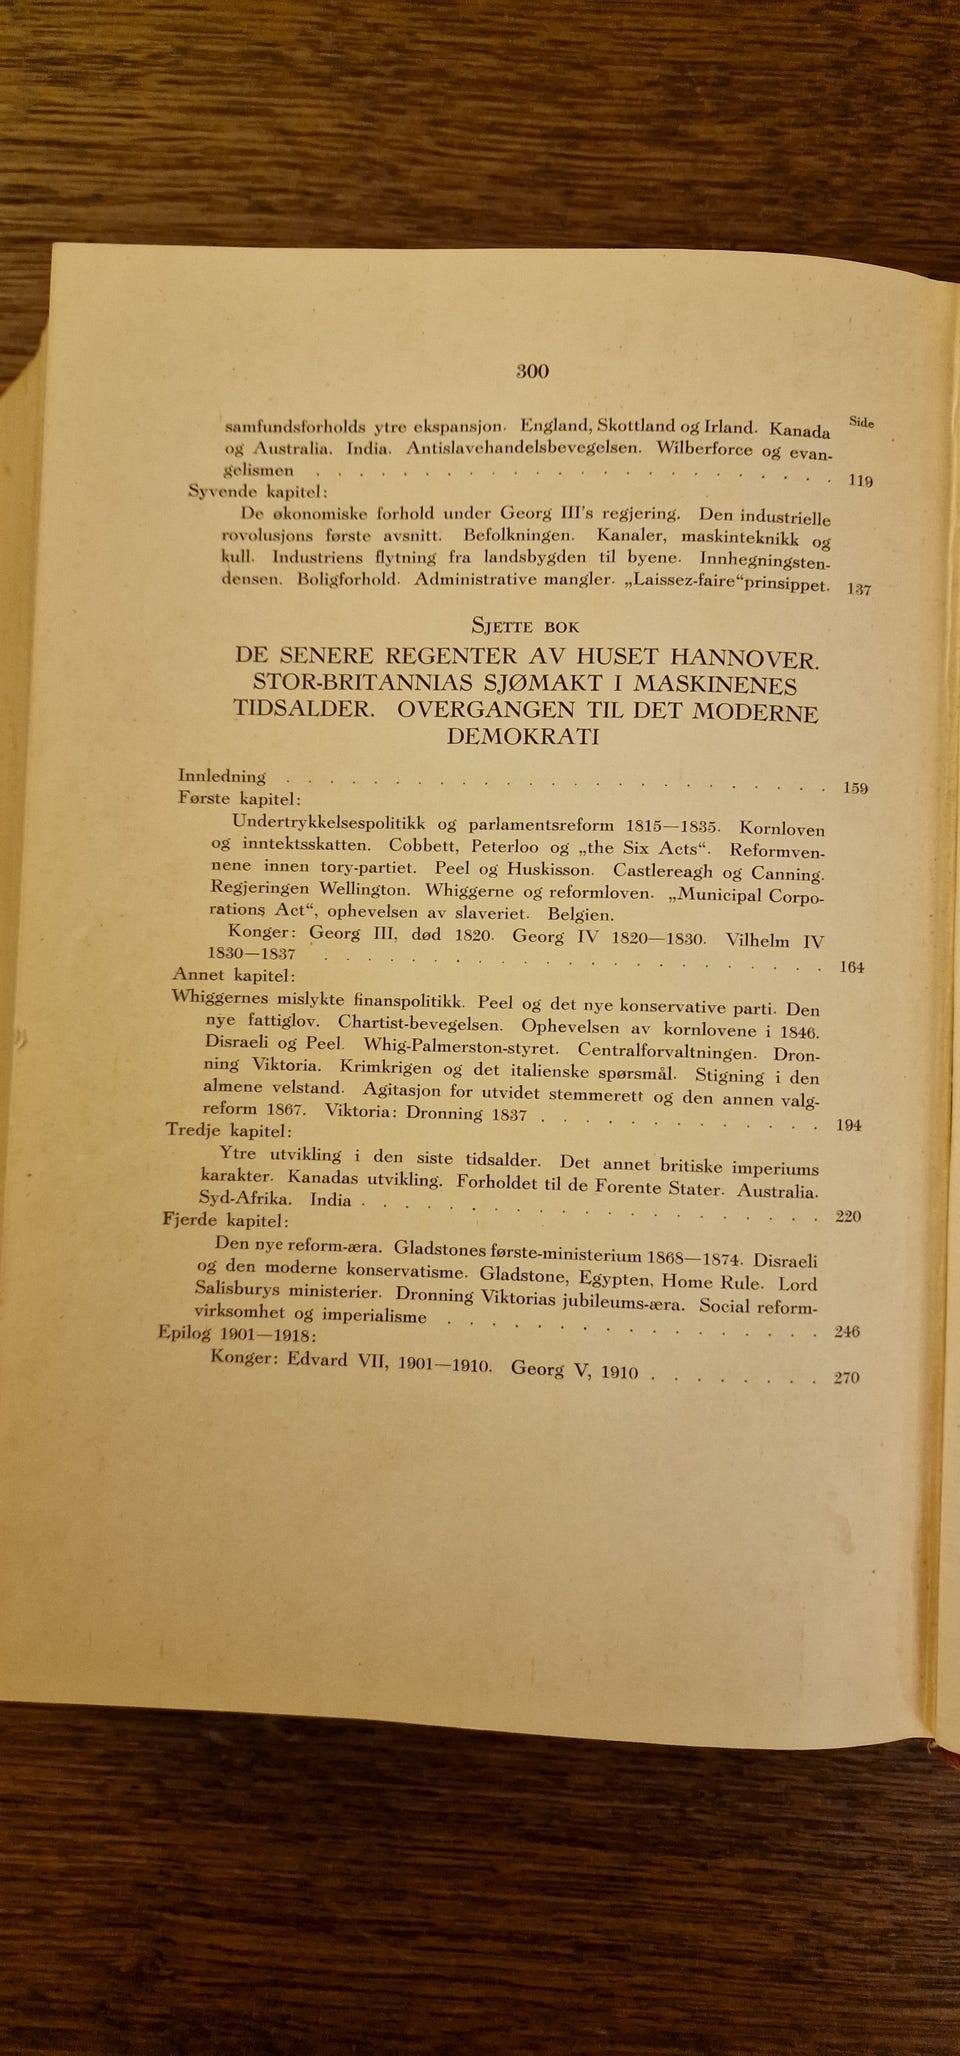 300
Side
samfundsforholds ytre ekspansjon. England, Skottland og Irland. Kanada
og Australia. India. Antislavehandelsbevegelsen. Wilberforce og evan-
gelismen . . . . . . . . . . . . . . . . . . . . . . . . 119
Syvende kapitel:
De økonomiske forhold under Georg III's regjering. Den industrielle
rovolusjons første avsnitt. Befolkningen. Kanaler, maskinteknikk og
kull. Industriens flytning fra landsbygden til byene. Innhegningsten-
densen. Boligforhold. Administrative mangler. „Laissez-faire“prinsippet. 137
SJETTE BOK
DE SENERE REGENTER AV HUSET HANNOVER.
STOR-BRITANNIAS SJØMAKT I MASKINENES
TIDSALDER. OVERGANGEN TIL DET MODERNE
DEMOKRATI
Innledning . . . . . . . . . . . . . . . . . . . . . . . . . 159
Første kapitel:
Undertrykkelsespolitikk og parlamentsreform 1815—1835. Kornloven
og inntektsskatten. Cobbett, Peterloo og „the Six Acts“. Reformven-
nene innen tory-partiet. Peel og Huskisson. Castlereagh og Canning.
Regjeringen Wellington. Whiggerne og reformloven. „Municipal Corpo-
rations Act“, ophevelsen av slaveriet. Belgien.
Konger: Georg III, død 1820. Georg IV 1820—1830. Vilhelm IV
1830—1837 . . . . . . . . . . . . . . . . . . . . . . . 164
Annet kapitel:
Whiggernes mislykte finanspolitikk. Peel og det nye konservative parti. Den
nye fattiglov. Chartist-bevegelsen. Ophevelsen av kornlovene i 1846.
Disraeli og Peel. Whig-Palmerston-styret. Centralforvaltningen. Dron-
ning Viktoria. Krimkrigen og det italienske spørsmål. Stigning i den
almene velstand. Agitasjon for utvidet stemmerett og den annen valg-
reform 1867. Viktoria: Dronning 1837 . . . . . . . . . . . . . 194
Tredje kapitel:
Ytre utvikling i den siste tidsalder. Det annet britiske imperiums
karakter. Kanadas utvikling. Forholdet til de Forente Stater. Australia.
Syd-Afrika. India . . . . . . . . . . . . . . . . . . . . . 220
Fjerde kapitel:
Den nye reform-æra. Gladstones første-ministerium 1868—1874. Disraeli
og den moderne konservatisme. Gladstone, Egypten, Home Rule. Lord
Salisburys ministerier. Dronning Viktorias jubileums-æra. Social reform-
virksomhet og imperialisme . . . . . . . . . . . . . . . . . 246
Epilog 1901—1918:
Konger: Edvard VII, 1901—1910. Georg V, 1910 . . . . . . . . 270